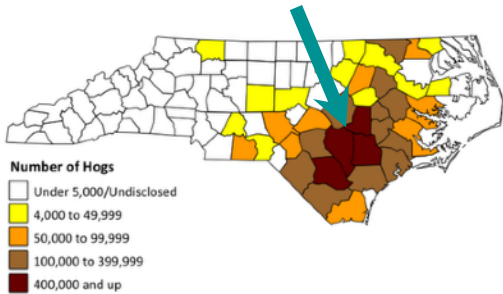 Number of Hogs
Under 5,000/Undisclosed
4,000 to 49,999
50,000 to 99,999
100,000 to 399,999
400,000 and up